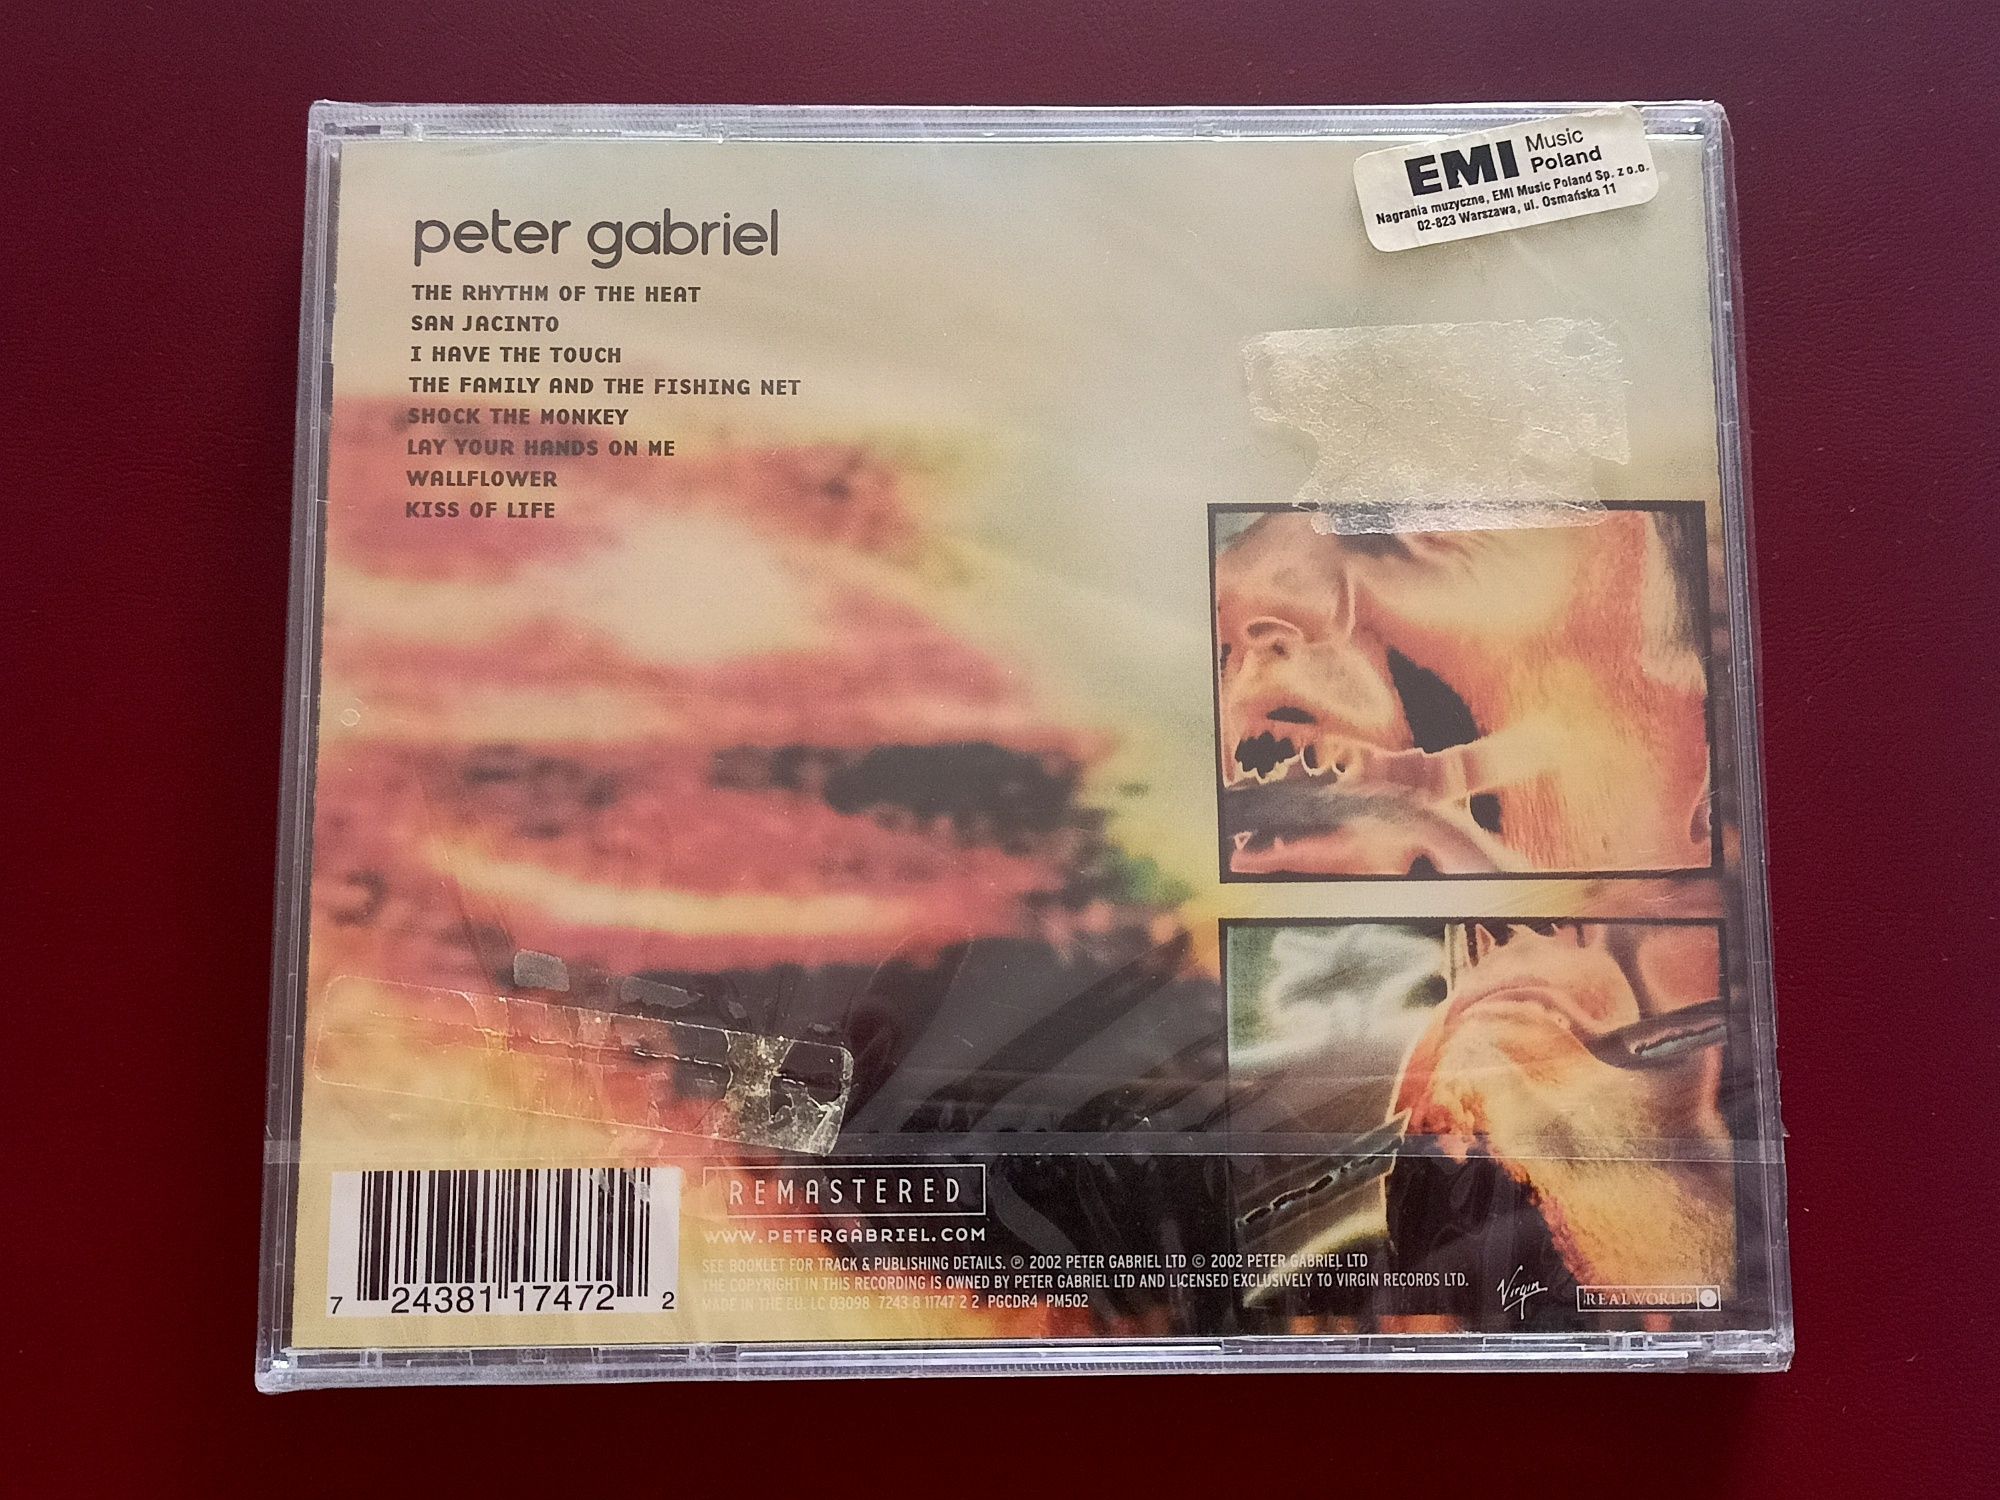 EMI Music
Poland
Nagrania muzyczne, EMI Music Poland Sp. z o.o.
02-823 Warszawa, ul. Osmańska 11
peter gabriel
THE RHYTHM OF THE HEAT
SAN JACINTO
I HAVE THE TOUCH
THE FAMILY AND THE FISHING NET
SHOCK THE MONKEY
LAY YOUR HANDS ON ME
WALLFLOWER
KISS OF LIFE
REMASTERED
WWW.PETERGABRIEL.COM
SEE BOOKLET FOR TRACK & PUBLISHING DETAILS. ℗ 2002 PETER GABRIEL LTD © 2002 PETER GABRIEL LTD
THE COPYRIGHT IN THIS RECORDING IS OWNED BY PETER GABRIEL LTD AND LICENSED EXCLUSIVELY TO VIRGIN RECORDS LTD.
MADE IN THE EU. LC 03098 7243 8 11747 2 2 PGCDR4 PM502
7 24381 17472 2
Virgin
REALWORLD